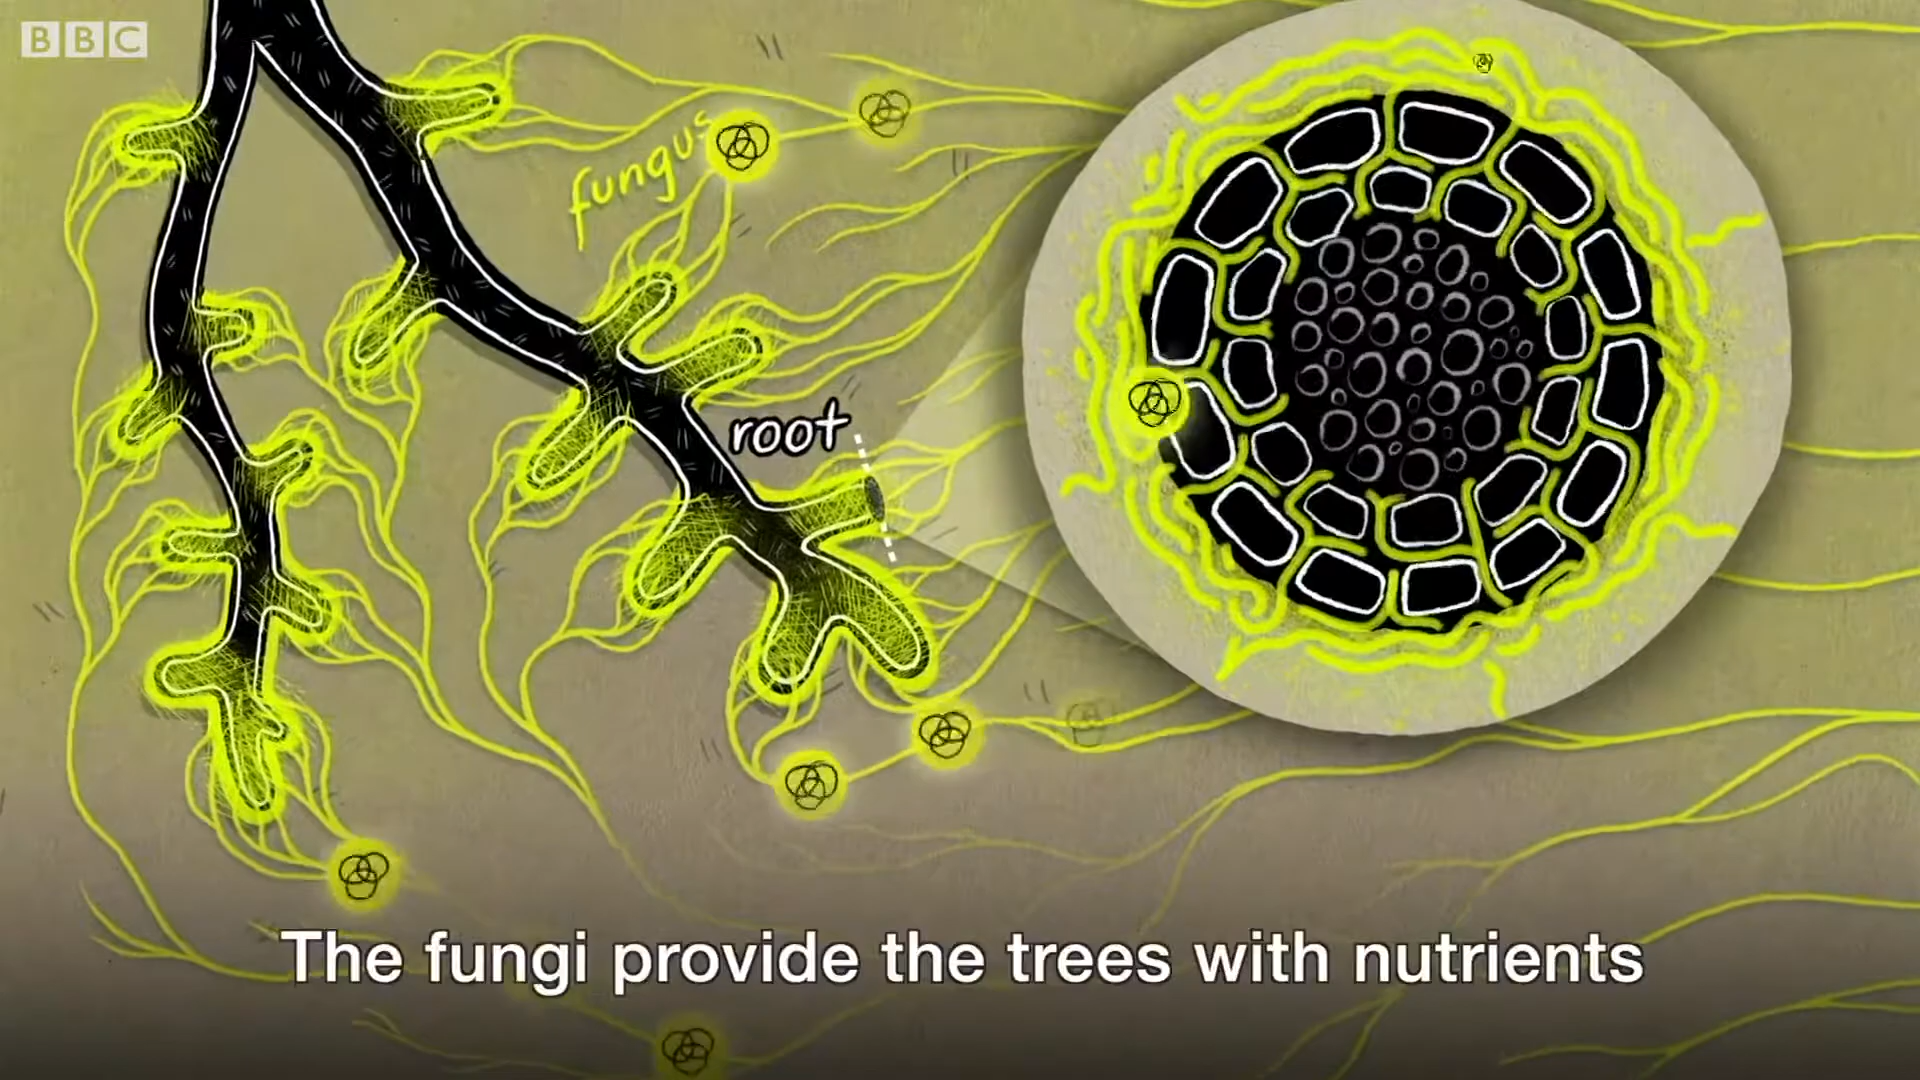 BBC
fungus
root
The fungi provide the trees with nutrients